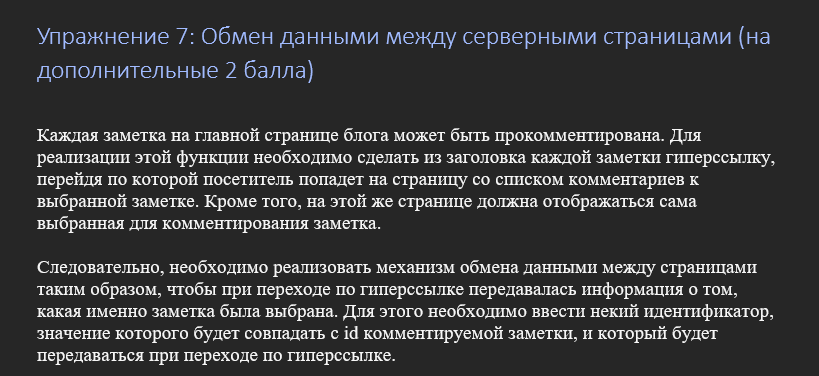 Упражнение 7: Обмен данными между серверными страницами (на
дополнительные 2 балла)
Каждая заметка на главной странице блога может быть прокомментирована. Для
реализации этой функции необходимо сделать из заголовка каждой заметки гиперссылку,
перейдя по которой посетитель попадет на страницу со списком комментариев к
выбранной заметке. Кроме того, на этой же странице должна отображаться сама
выбранная для комментирования заметка.
Следовательно, необходимо реализовать механизм обмена данными между страницами
таким образом, чтобы при переходе по гиперссылке передавалась информация о том,
какая именно заметка была выбрана. Для этого необходимо ввести некий идентификатор,
значение которого будет совпадать с id комментируемой заметки, и который будет
передаваться при переходе по гиперссылке.